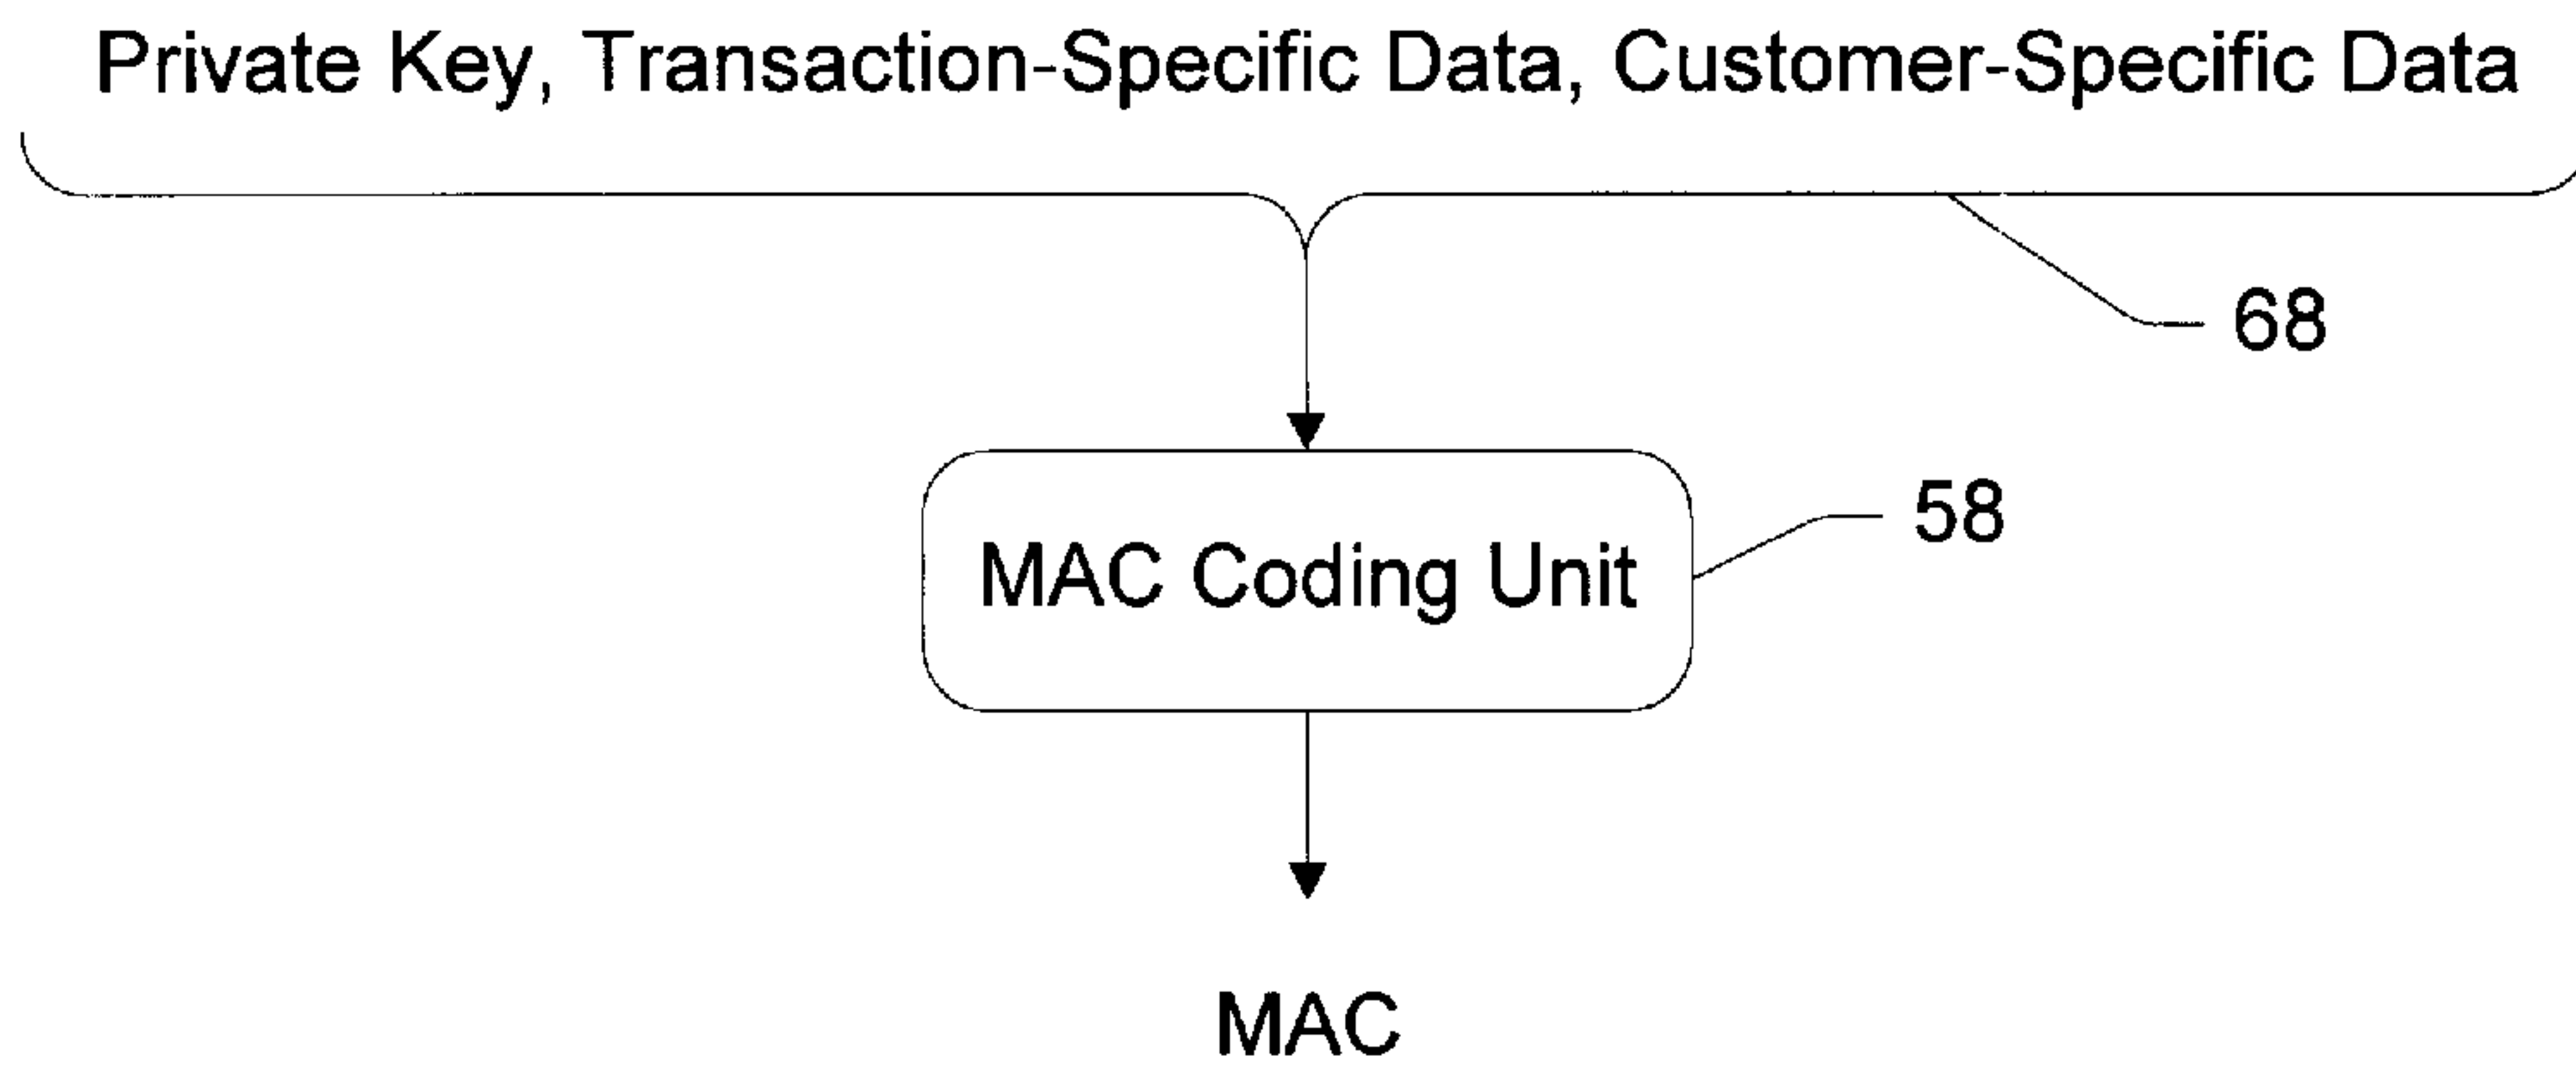 Private Key, Transaction-Specific Data, Customer-Specific Data
68
58
MAC Coding Unit
MAC